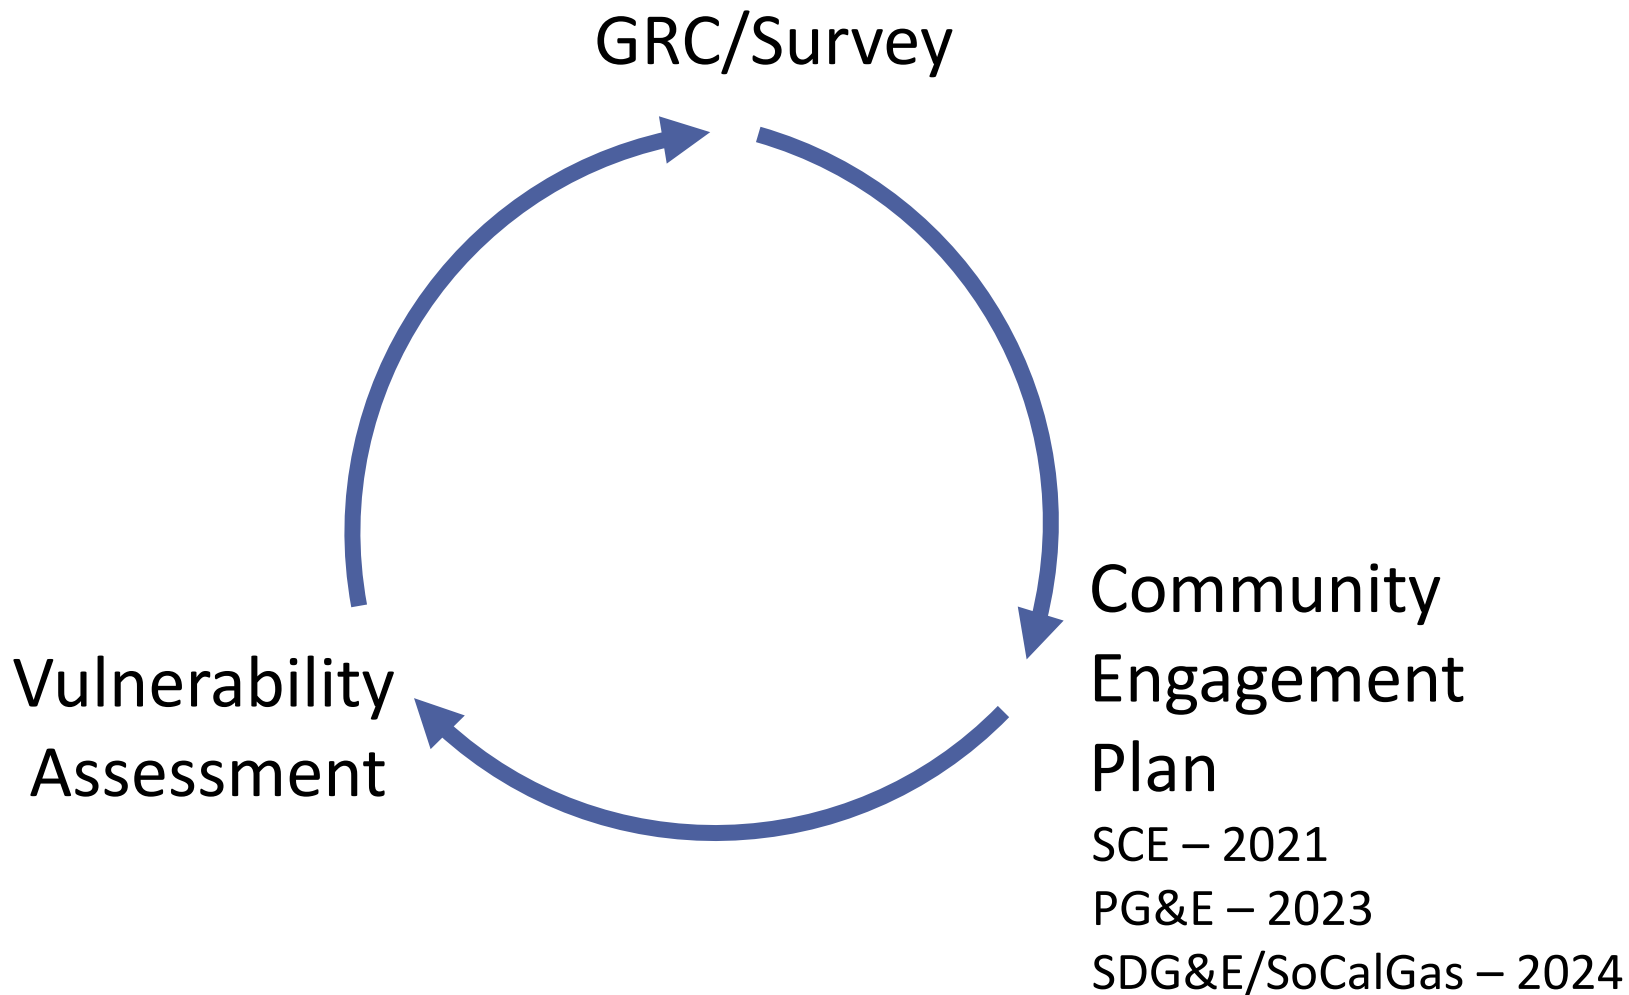 GRC/Survey
Community
Engagement
Plan
SCE – 2021
PG&E – 2023
SDG&E/SoCalGas – 2024
Vulnerability
Assessment